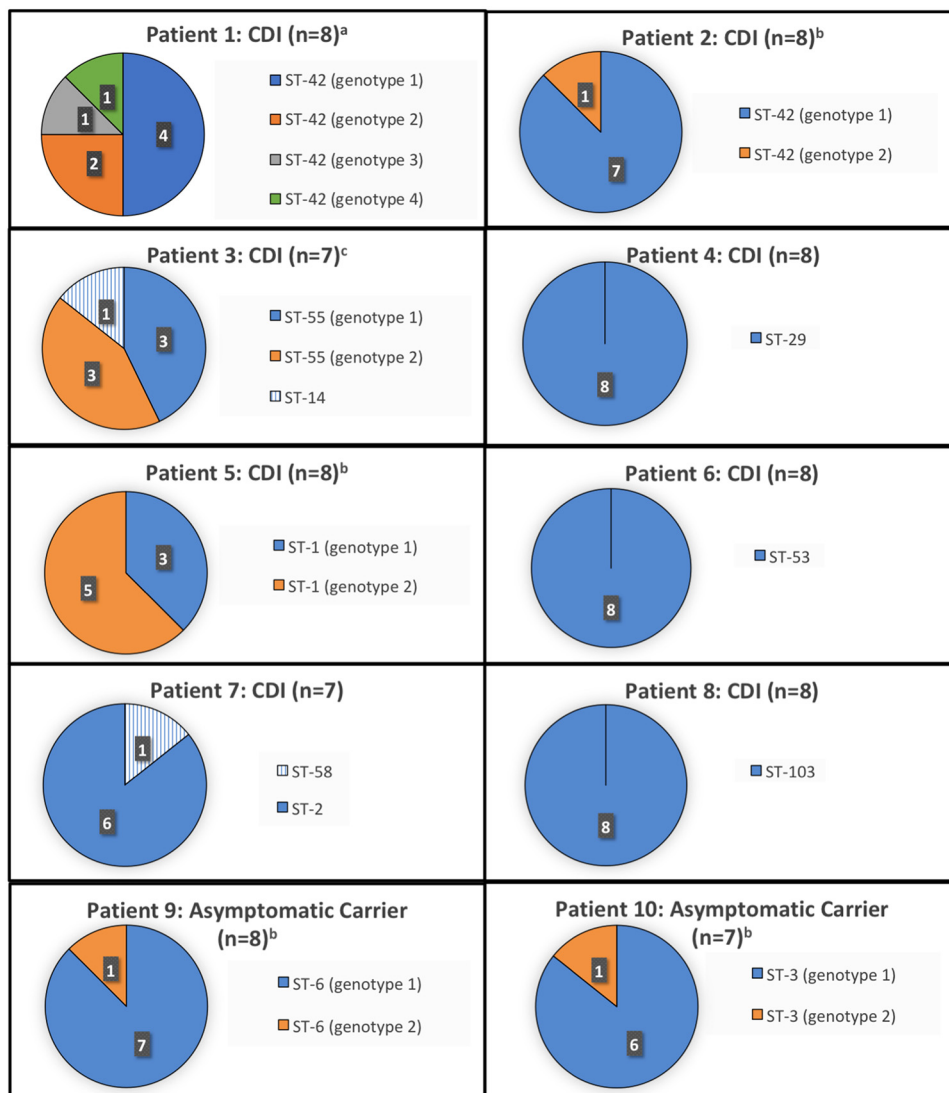 Patient 1: CDI (n=8)ᵃ
4
2
1
1
ST-42 (genotype 1)
ST-42 (genotype 2)
ST-42 (genotype 3)
ST-42 (genotype 4)
Patient 2: CDI (n=8)ᵇ
1
7
ST-42 (genotype 1)
ST-42 (genotype 2)
Patient 3: CDI (n=7)ᶜ
1
3
3
ST-55 (genotype 1)
ST-55 (genotype 2)
ST-14
Patient 4: CDI (n=8)
8
ST-29
Patient 5: CDI (n=8)ᵇ
3
5
ST-1 (genotype 1)
ST-1 (genotype 2)
Patient 6: CDI (n=8)
8
ST-53
Patient 7: CDI (n=7)
1
6
ST-58
ST-2
Patient 8: CDI (n=8)
8
ST-103
Patient 9: Asymptomatic Carrier
(n=8)ᵇ
1
7
ST-6 (genotype 1)
ST-6 (genotype 2)
Patient 10: Asymptomatic Carrier
(n=7)ᵇ
1
6
ST-3 (genotype 1)
ST-3 (genotype 2)